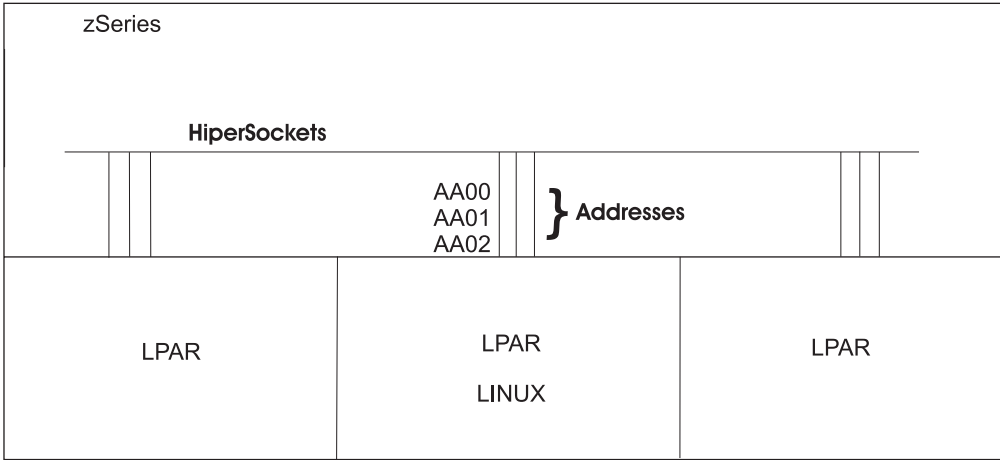 zSeries
HiperSockets
AA00
AA01
AA02
} Addresses
LPAR
LPAR
LINUX
LPAR